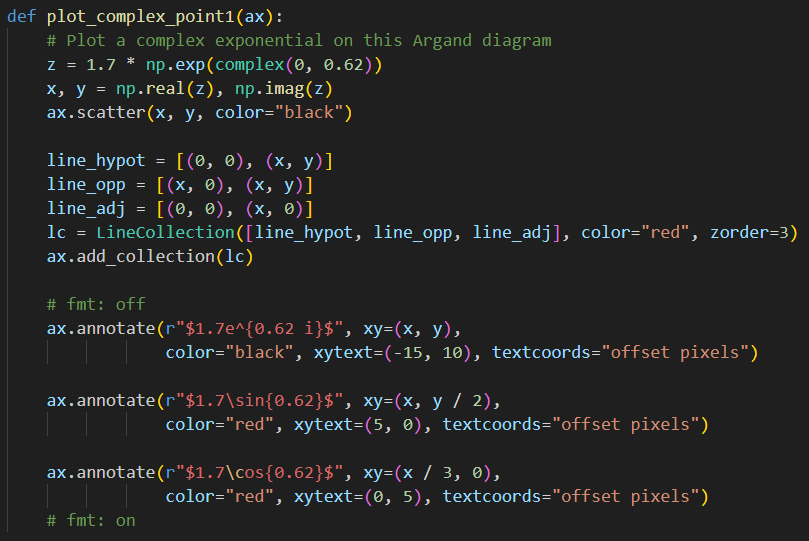 def plot_complex_point1(ax):
    # Plot a complex exponential on this Argand diagram
    z = 1.7 * np.exp(complex(0, 0.62))
    x, y = np.real(z), np.imag(z)
    ax.scatter(x, y, color="black")

    line_hypot = [(0, 0), (x, y)]
    line_opp = [(x, 0), (x, y)]
    line_adj = [(0, 0), (x, 0)]
    lc = LineCollection([line_hypot, line_opp, line_adj], color="red", zorder=3)
    ax.add_collection(lc)

    # fmt: off
    ax.annotate(r"$1.7e^{0.62 i}$", xy=(x, y),
                color="black", xytext=(-15, 10), textcoords="offset pixels")

    ax.annotate(r"$1.7\sin{0.62}$", xy=(x, y / 2),
                color="red", xytext=(5, 0), textcoords="offset pixels")

    ax.annotate(r"$1.7\cos{0.62}$", xy=(x / 3, 0),
                color="red", xytext=(0, 5), textcoords="offset pixels")
    # fmt: on